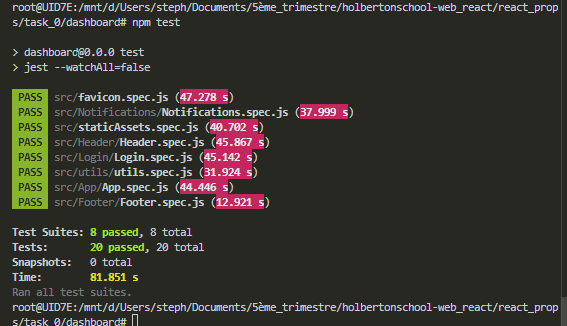 root@UID7E:/mnt/d/Users/steph/Documents/5ème_trimestre/holbertonschool-web_react/react_prop
s/task_0/dashboard# npm test
> dashboard@0.0.0 test
> jest --watchAll=false
PASS src/favicon.spec.js (47.278 s)
PASS src/Notifications/Notifications.spec.js (37.999 s)
PASS src/staticAssets.spec.js (40.702 s)
PASS src/Header/Header.spec.js (45.867 s)
PASS src/Login/Login.spec.js (45.142 s)
PASS src/utils/utils.spec.js (31.924 s)
PASS src/App/App.spec.js (44.446 s)
PASS src/Footer/Footer.spec.js (12.921 s)
Test Suites: 8 passed, 8 total
Tests: 20 passed, 20 total
Snapshots: 0 total
Time: 81.851 s
Ran all test suites.
root@UID7E:/mnt/d/Users/steph/Documents/5ème_trimestre/holbertonschool-web_react/react_prop
s/task_0/dashboard#